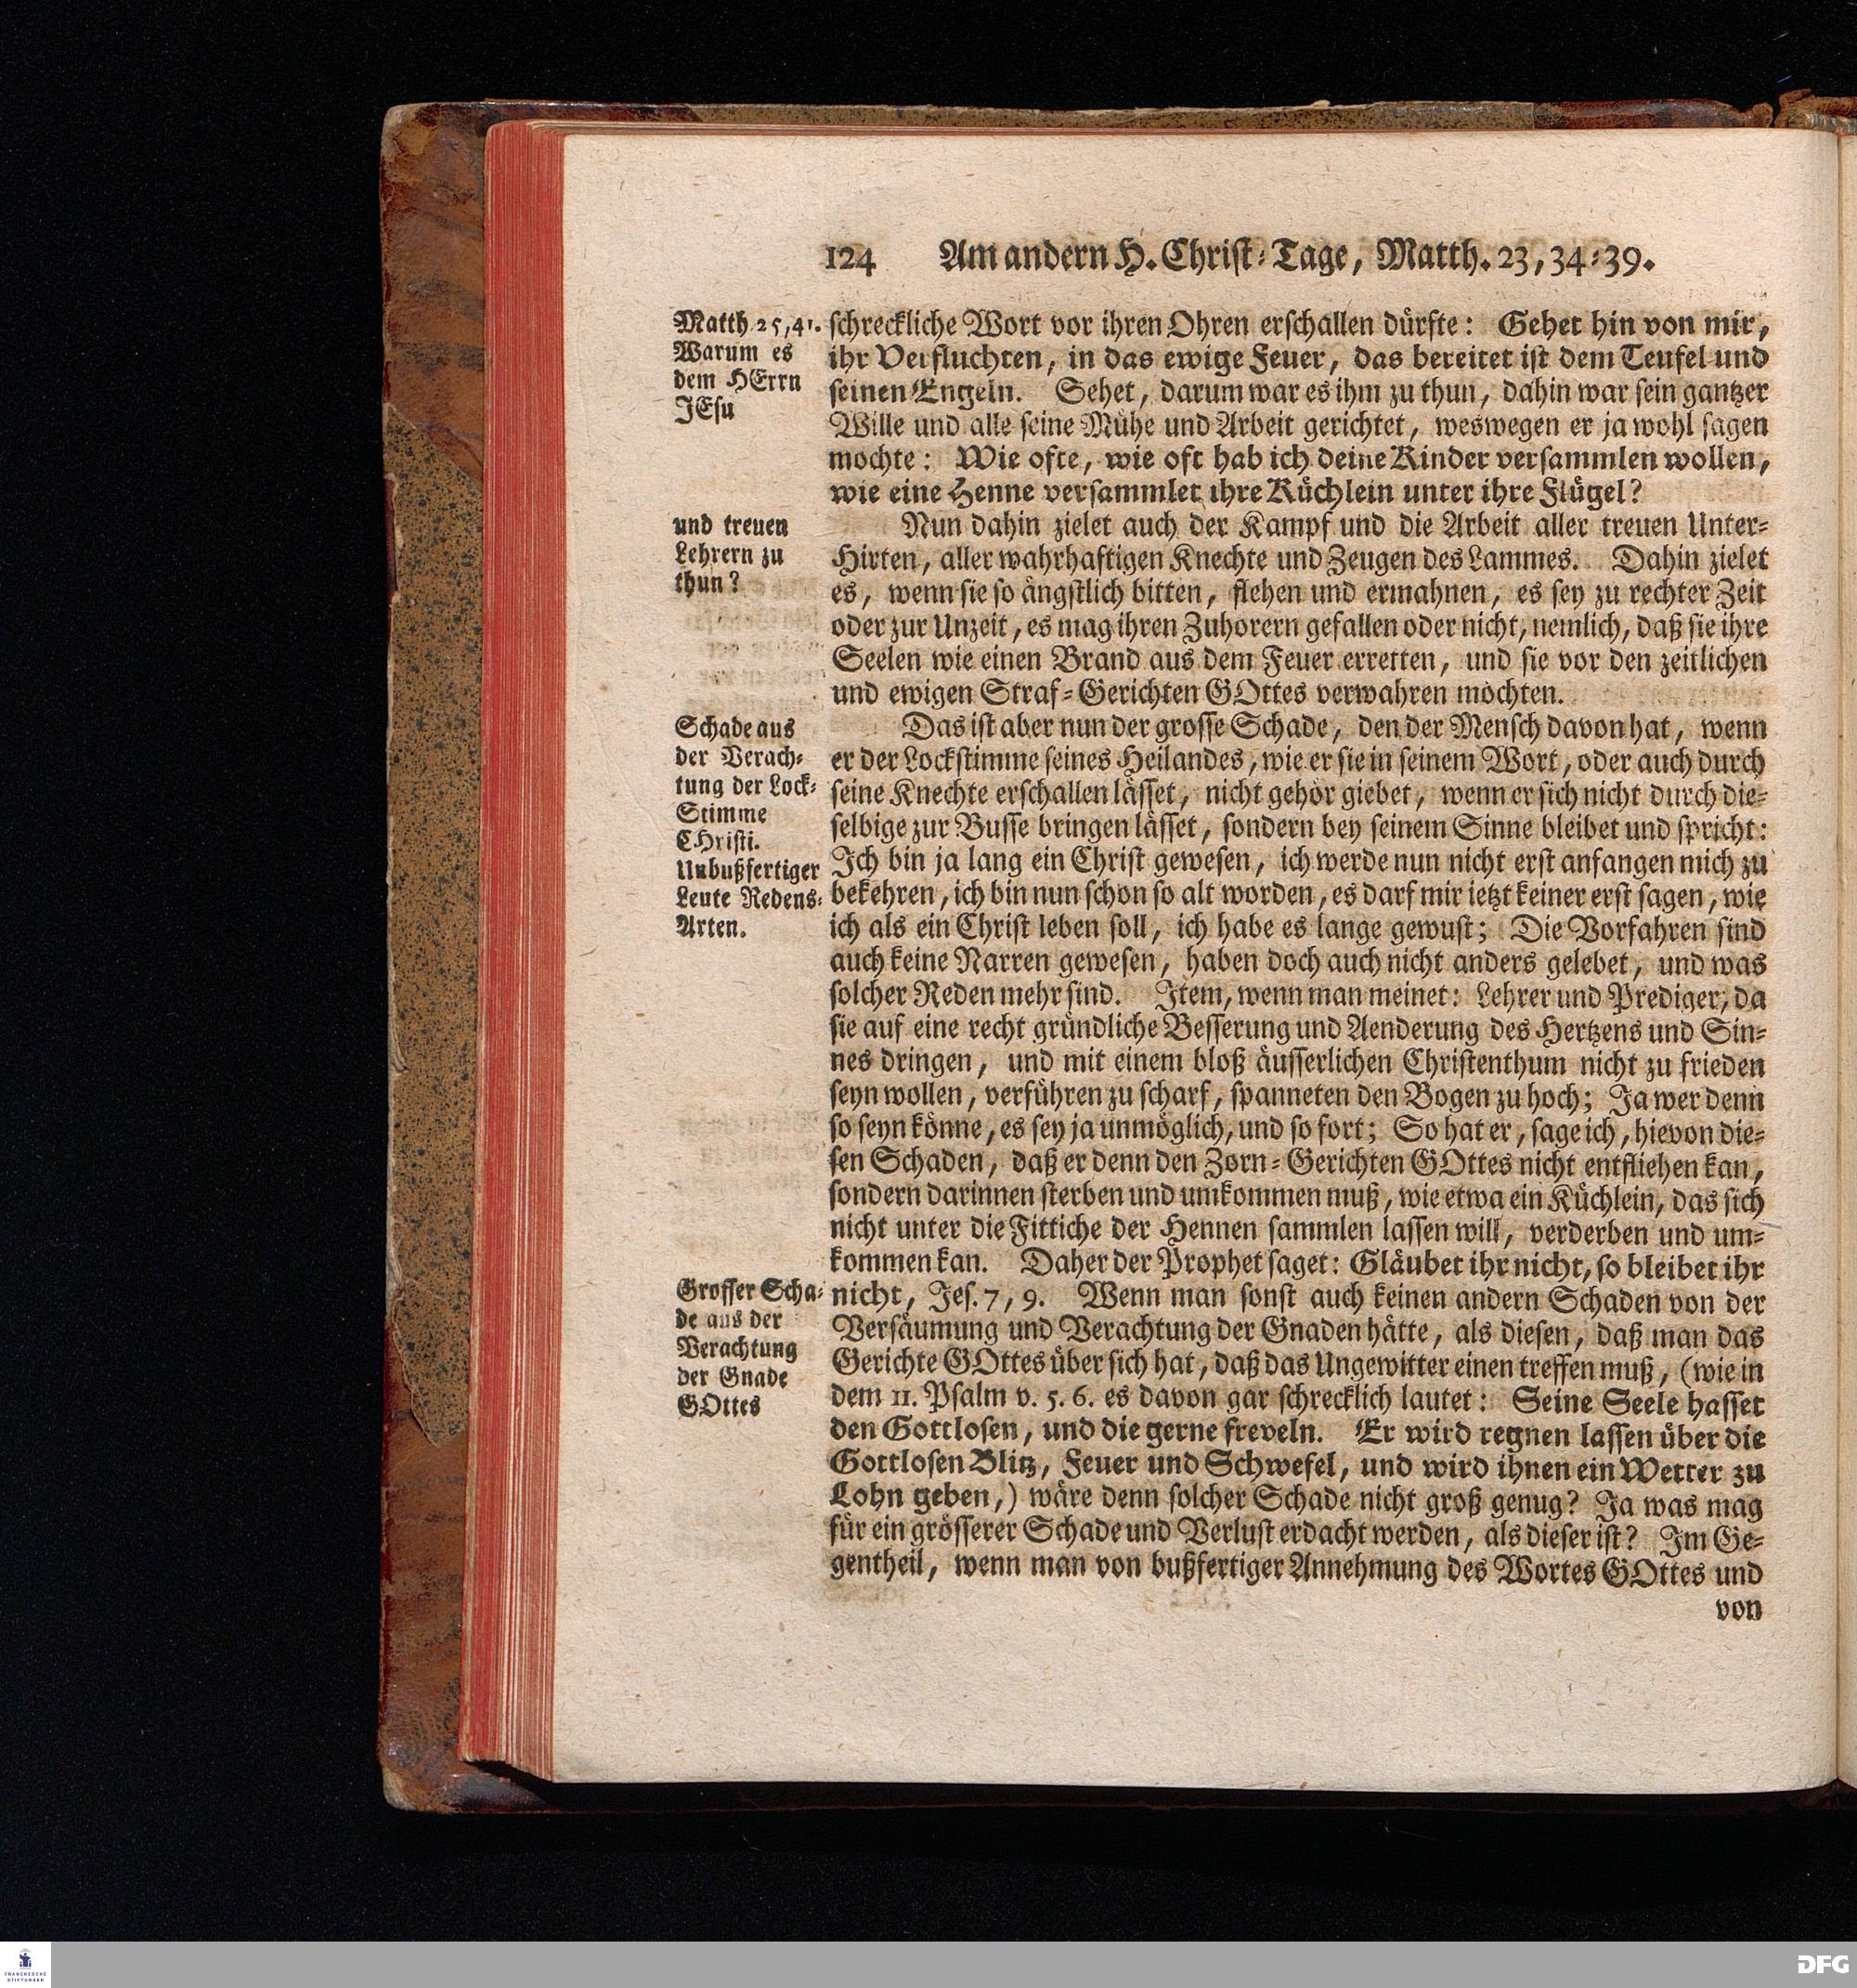 124 Am andern H. Christ-Tage, Matth. 23, 34-39.
Matth 25, 41.
Warum es
dem HErrn
JEsu
schreckliche Wort vor ihren Ohren erschallen dürfte: Gehet hin von mir,
ihr Verfluchten, in das ewige Feuer, das bereitet ist dem Teufel und
seinen Engeln. Sehet, darum war es ihm zu thun, dahin war sein gantzer
Wille und alle seine Mühe und Arbeit gerichtet, weswegen er ja wohl sagen
mochte: Wie ofte, wie oft hab ich deine Kinder versammlen wollen,
wie eine Henne versammlet ihre Küchlein unter ihre Flügel?
und treuen
Lehrern zu
thun?
Nun dahin zielet auch der Kampf und die Arbeit aller treuen Unter-
Hirten, aller wahrhaftigen Knechte und Zeugen des Lammes. Dahin zielet
es, wenn sie so ängstlich bitten, flehen und ermahnen, es sey zu rechter Zeit
oder zur Unzeit, es mag ihren Zuhörern gefallen oder nicht, nemlich, daß sie ihre
Seelen wie einen Brand aus dem Feuer erretten, und sie vor den zeitlichen
und ewigen Straf-Gerichten GOttes verwahren möchten.
Schade aus
der Verach-
tung der Lock-
Stimme
CHristi.
Unbußfertiger
Leute Redens-
Arten.
Das ist aber nun der grosse Schade, den der Mensch davon hat, wenn
er der Lockstimme seines Heilandes, wie er sie in seinem Wort, oder auch durch
seine Knechte erschallen lässet, nicht gehör giebet, wenn er sich nicht durch die-
selbige zur Busse bringen lässet, sondern bey seinem Sinne bleibet und spricht:
Ich bin ja lang ein Christ gewesen, ich werde nun nicht erst anfangen mich zu
bekehren, ich bin nun schon so alt worden, es darf mir ietzt keiner erst sagen, wie
ich als ein Christ leben soll, ich habe es lange gewust; Die Vorfahren sind
auch keine Narren gewesen, haben doch auch nicht anders gelebet, und was
solcher Reden mehr sind. Item, wenn man meinet: Lehrer und Prediger, da
sie auf eine recht gründliche Besserung und Aenderung des Hertzens und Sin-
nes dringen, und mit einem bloß äusserlichen Christenthum nicht zu frieden
seyn wollen, verführen zu scharf, spanneten den Bogen zu hoch; Ja wer denn
so seyn könne, es sey ja unmöglich, und so fort; So hat er, sage ich, hievon die-
sen Schaden, daß er denn den Zorn-Gerichten GOttes nicht entfliehen kan,
sondern darinnen sterben und umkommen muß, wie etwa ein Küchlein, das sich
nicht unter die Fittiche der Hennen sammlen lassen will, verderben und um-
kommen kan. Daher der Prophet saget: Gläubet ihr nicht, so bleibet ihr
Grosser Scha-
de aus der
Verachtung
der Gnade
GOttes
nicht, Jes. 7, 9. Wenn man sonst auch keinen andern Schaden von der
Versäumung und Verachtung der Gnaden hätte, als diesen, daß man das
Gerichte GOttes über sich hat, daß das Ungewitter einen treffen muß, (wie in
dem 11. Psalm v. 5. 6. es davon gar schrecklich lautet: Seine Seele hasset
den Gottlosen, und die gerne freveln. Er wird regnen lassen über die
Gottlosen Blitz, Feuer und Schwefel, und wird ihnen ein Wetter zu
Lohn geben,) wäre denn solcher Schade nicht groß genug? Ja was mag
für ein grösserer Schade und Verlust erdacht werden, als dieser ist? Im Ge-
gentheil, wenn man von bußfertiger Annehmung des Wortes GOttes und
von
FRANCKESCHE
STIFTUNGEN
DFG